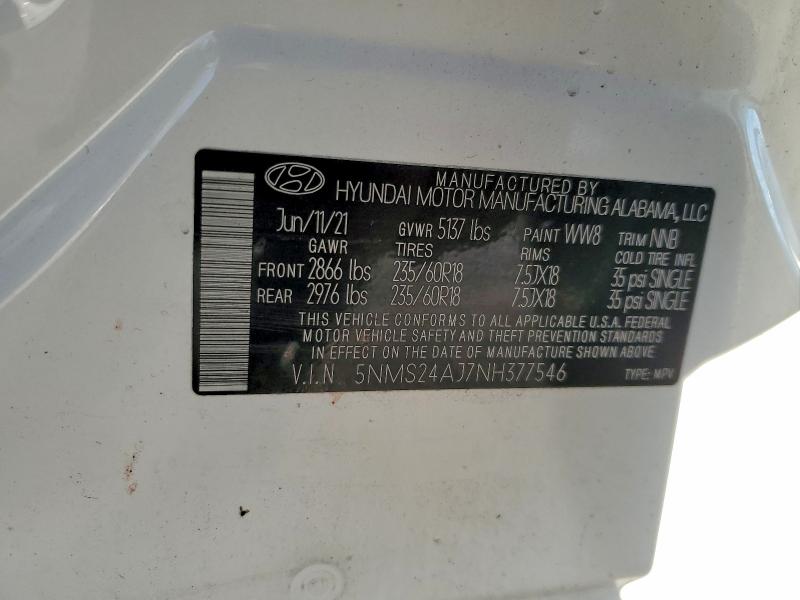 MANUFACTURED BY
HYUNDAI MOTOR MANUFACTURING ALABAMA, LLC
Jun/11/21 GVWR 5137 lbs PAINT WW8 TRIM NNB
GAWR TIRES RIMS COLD TIRE INFL
FRONT 2866 lbs 235/60R18 7.5JX18 35 psi SINGLE
REAR 2976 lbs 235/60R18 7.5JX18 35 psi SINGLE
THIS VEHICLE CONFORMS TO ALL APPLICABLE U.S.A. FEDERAL
MOTOR VEHICLE SAFETY AND THEFT PREVENTION STANDARDS
IN EFFECT ON THE DATE OF MANUFACTURE SHOWN ABOVE.
V.I.N 5NMS24AJ7NH377546 TYPE: MPV